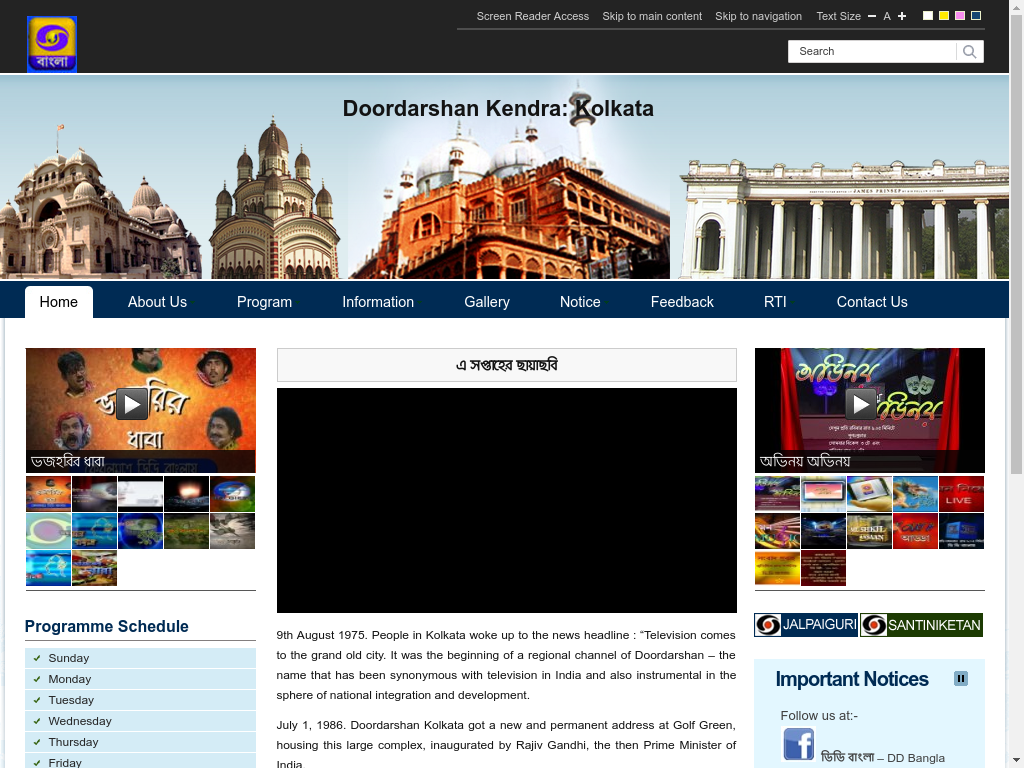 বাংলা
Screen Reader Access Skip to main content Skip to navigation Text Size A
Search
Doordarshan Kendra: Kolkata
JAMES PRINSEP
Home About Us Program Information Gallery Notice Feedback RTI Contact Us
ভজহরির ধাবা
এ সপ্তাহের ছায়াছবি
অভিনয় অভিনয়
LIVE
JALPAIGURI SANTINIKETAN
Programme Schedule
Sunday
Monday
Tuesday
Wednesday
Thursday
Friday
9th August 1975. People in Kolkata woke up to the news headline : “Television comes
to the grand old city. It was the beginning of a regional channel of Doordarshan – the
name that has been synonymous with television in India and also instrumental in the
sphere of national integration and development.
July 1, 1986. Doordarshan Kolkata got a new and permanent address at Golf Green,
housing this large complex, inaugurated by Rajiv Gandhi, the then Prime Minister of
India.
Important Notices
Follow us at:-
ডিডি বাংলা – DD Bangla